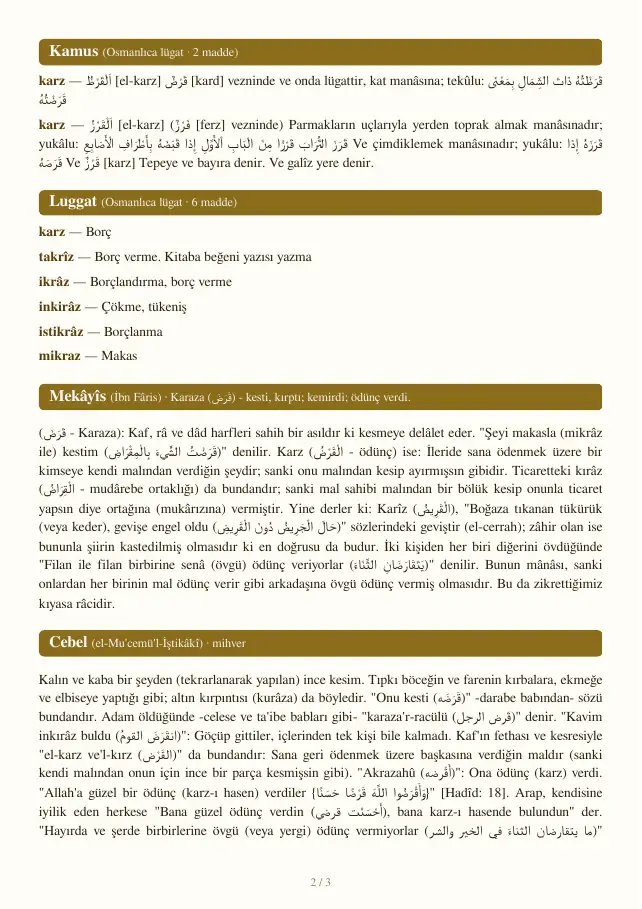 Kamus (Osmanlıca lügat · 2 madde)
karz — اَلْقَرْظُ [el-karz] قَرْضٌ [kard] vezninde ve onda lügattir, kat manâsına; tekûlu: قَرَظْتُهُ ذَاتَ الشِّمَالِ بِمَعْنَى
قَرَضْتُهُ
karz — اَلْقَرْزُ [el-karz] (فَرْزٌ [ferz] vezninde) Parmakların uçlarıyla yerden toprak almak manâsınadır;
yukâlu: قَرَزَ التُّرَابَ قَرْزًا مِنَ الْبَابِ اَلْأَوَّلِ إِذَا قَبَضَهُ بِأَطْرَافِ الْأَصَابِعِ Ve çimdiklemek manâsınadır; yukâlu: قَرَزَهُ إِذَا
قَرَصَهُ Ve قَرْزٌ [karz] Tepeye ve bayıra denir. Ve galîz yere denir.
Luggat (Osmanlıca lügat · 6 madde)
karz — Borç
takrîz — Borç verme. Kitaba beğeni yazısı yazma
ikrâz — Borçlandırma, borç verme
inkirâz — Çökme, tükeniş
istikrâz — Borçlanma
mikraz — Makas
Mekâyîs (İbn Fâris) · Karaza (قَرَضَ) - kesti, kırptı; kemirdi; ödünç verdi.
(قَرَضَ - Karaza): Kaf, râ ve dâd harfleri sahih bir asıldır ki kesmeye delâlet eder. "Şeyi makasla (mikrâz
ile) kestim (قَرَضْتُ الشَّيءَ بِالْمِقْرَاضِ)" denilir. Karz (الْقَرْضُ - ödünç) ise: İleride sana ödenmek üzere bir
kimseye kendi malından verdiğin şeydir; sanki onu malından kesip ayırmışsın gibidir. Ticaretteki kırâz
(الْقِرَاضُ - mudârebe ortaklığı) da bundandır; sanki mal sahibi malından bir bölük kesip onunla ticaret
yapsın diye ortağına (mukârızına) vermiştir. Yine derler ki: Karîz (الْقَرِيضُ), "Boğaza tıkanan tükürük
(veya keder), gevişe engel oldu (حَالَ الْجَرِيضُ دُونَ الْقَرِيضِ)" sözlerindeki geviştir (el-cerrah); zâhir olan ise
bununla şiirin kastedilmiş olmasıdır ki en doğrusu da budur. İki kişiden her biri diğerini övdüğünde
"Filan ile filan birbirine senâ (övgü) ödünç veriyorlar (يَتَقَارَضَانِ الثَّنَاءَ)" denilir. Bunun mânâsı, sanki
onlardan her birinin mal ödünç verir gibi arkadaşına övgü ödünç vermiş olmasıdır. Bu da zikrettiğimiz
kıyasa râcidir.
Cebel (el-Mu'cemü'l-İştikâkî) · mihver
Kalın ve kaba bir şeyden (tekrarlanarak yapılan) ince kesim. Tıpkı böceğin ve farenin kırbalara, ekmeğe
ve elbiseye yaptığı gibi; altın kırpıntısı (kurâza) da böyledir. "Onu kesti (قَرَضَه)" -darabe babından- sözü
bundandır. Adam öldüğünde -celese ve ta'ibe babları gibi- "karaza'r-racülü (قرض الرجل)" denir. "Kavim
inkırâz buldu (انقرَضَ القومُ)": Göçüp gittiler, içlerinden tek kişi bile kalmadı. Kaf'ın fethası ve kesresiyle
"el-karz ve'l-kırz (القَرْض)" da bundandır: Sana geri ödenmek üzere başkasına verdiğin maldır (sanki
kendi malından onun için ince bir parça kesmişsin gibi). "Akrazahû (أَقْرضه)": Ona ödünç (karz) verdi.
"Allah'a güzel bir ödünç (karz-ı hasen) verdiler {وَأَقْرَضُوا اللَّهَ قَرْضًا حَسَنًا}" [Hadîd: 18]. Arap, kendisine
iyilik eden herkese "Bana güzel ödünç verdin (أَحْسَنْت قرضي), bana karz-ı hasende bulundun" der.
"Hayırda ve şerde birbirlerine övgü (veya yergi) ödünç vermiyorlar (ما يتقارضان الثناءَ في الخير والشر)"
2 / 3